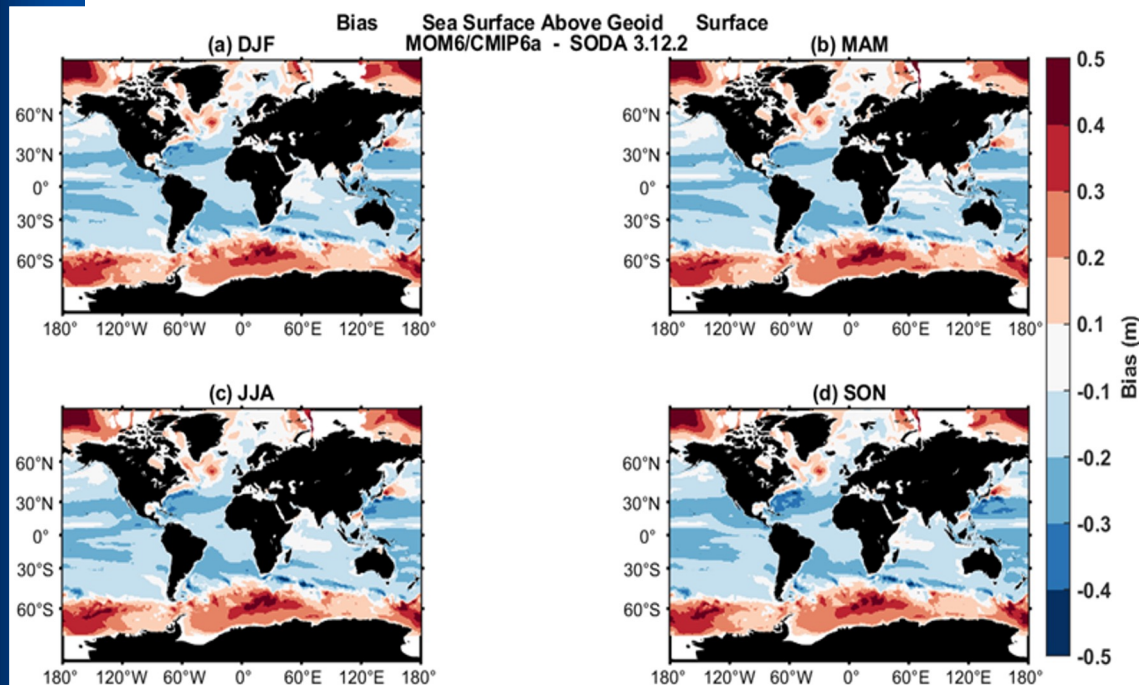 Bias Sea Surface Above Geoid Surface
MOM6/CMIP6a - SODA 3.12.2
(a) DJF
60°N
30°N
0°
30°S
60°S
180° 120°W 60°W 0° 60°E 120°E 180°
(b) MAM
60°N
30°N
0°
30°S
60°S
180° 120°W 60°W 0° 60°E 120°E 180°
(c) JJA
60°N
30°N
0°
30°S
60°S
180° 120°W 60°W 0° 60°E 120°E 180°
(d) SON
60°N
30°N
0°
30°S
60°S
180° 120°W 60°W 0° 60°E 120°E 180°
0.5
0.4
0.3
0.2
0.1
-0.1
-0.2
-0.3
-0.4
-0.5
Bias (m)